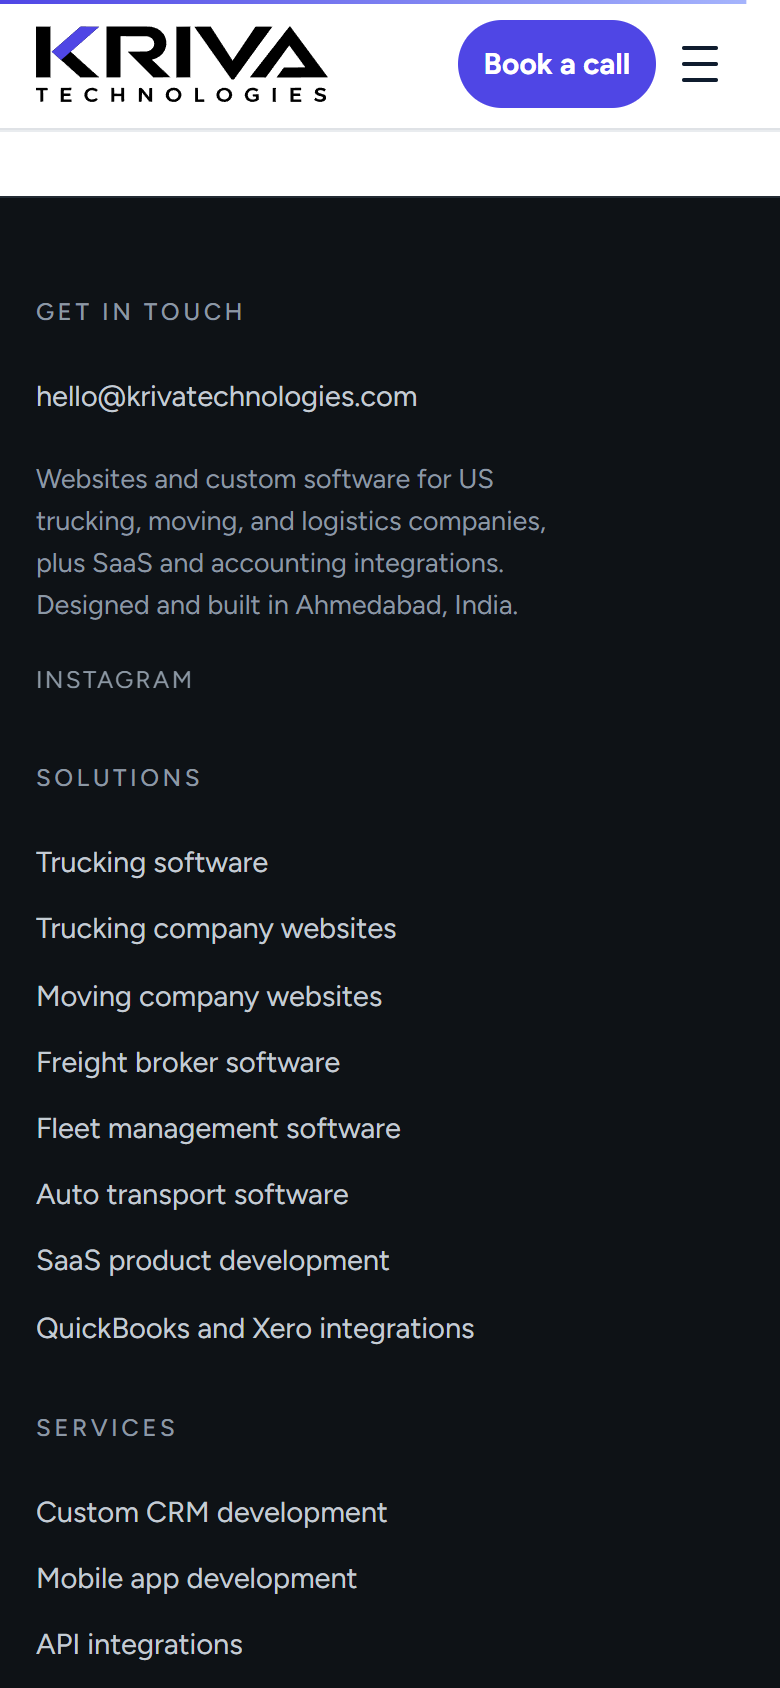 KRIVA
TECHNOLOGIES
Book a call
GET IN TOUCH
hello@krivatechnologies.com
Websites and custom software for US
trucking, moving, and logistics companies,
plus SaaS and accounting integrations.
Designed and built in Ahmedabad, India.
INSTAGRAM
SOLUTIONS
Trucking software
Trucking company websites
Moving company websites
Freight broker software
Fleet management software
Auto transport software
SaaS product development
QuickBooks and Xero integrations
SERVICES
Custom CRM development
Mobile app development
API integrations